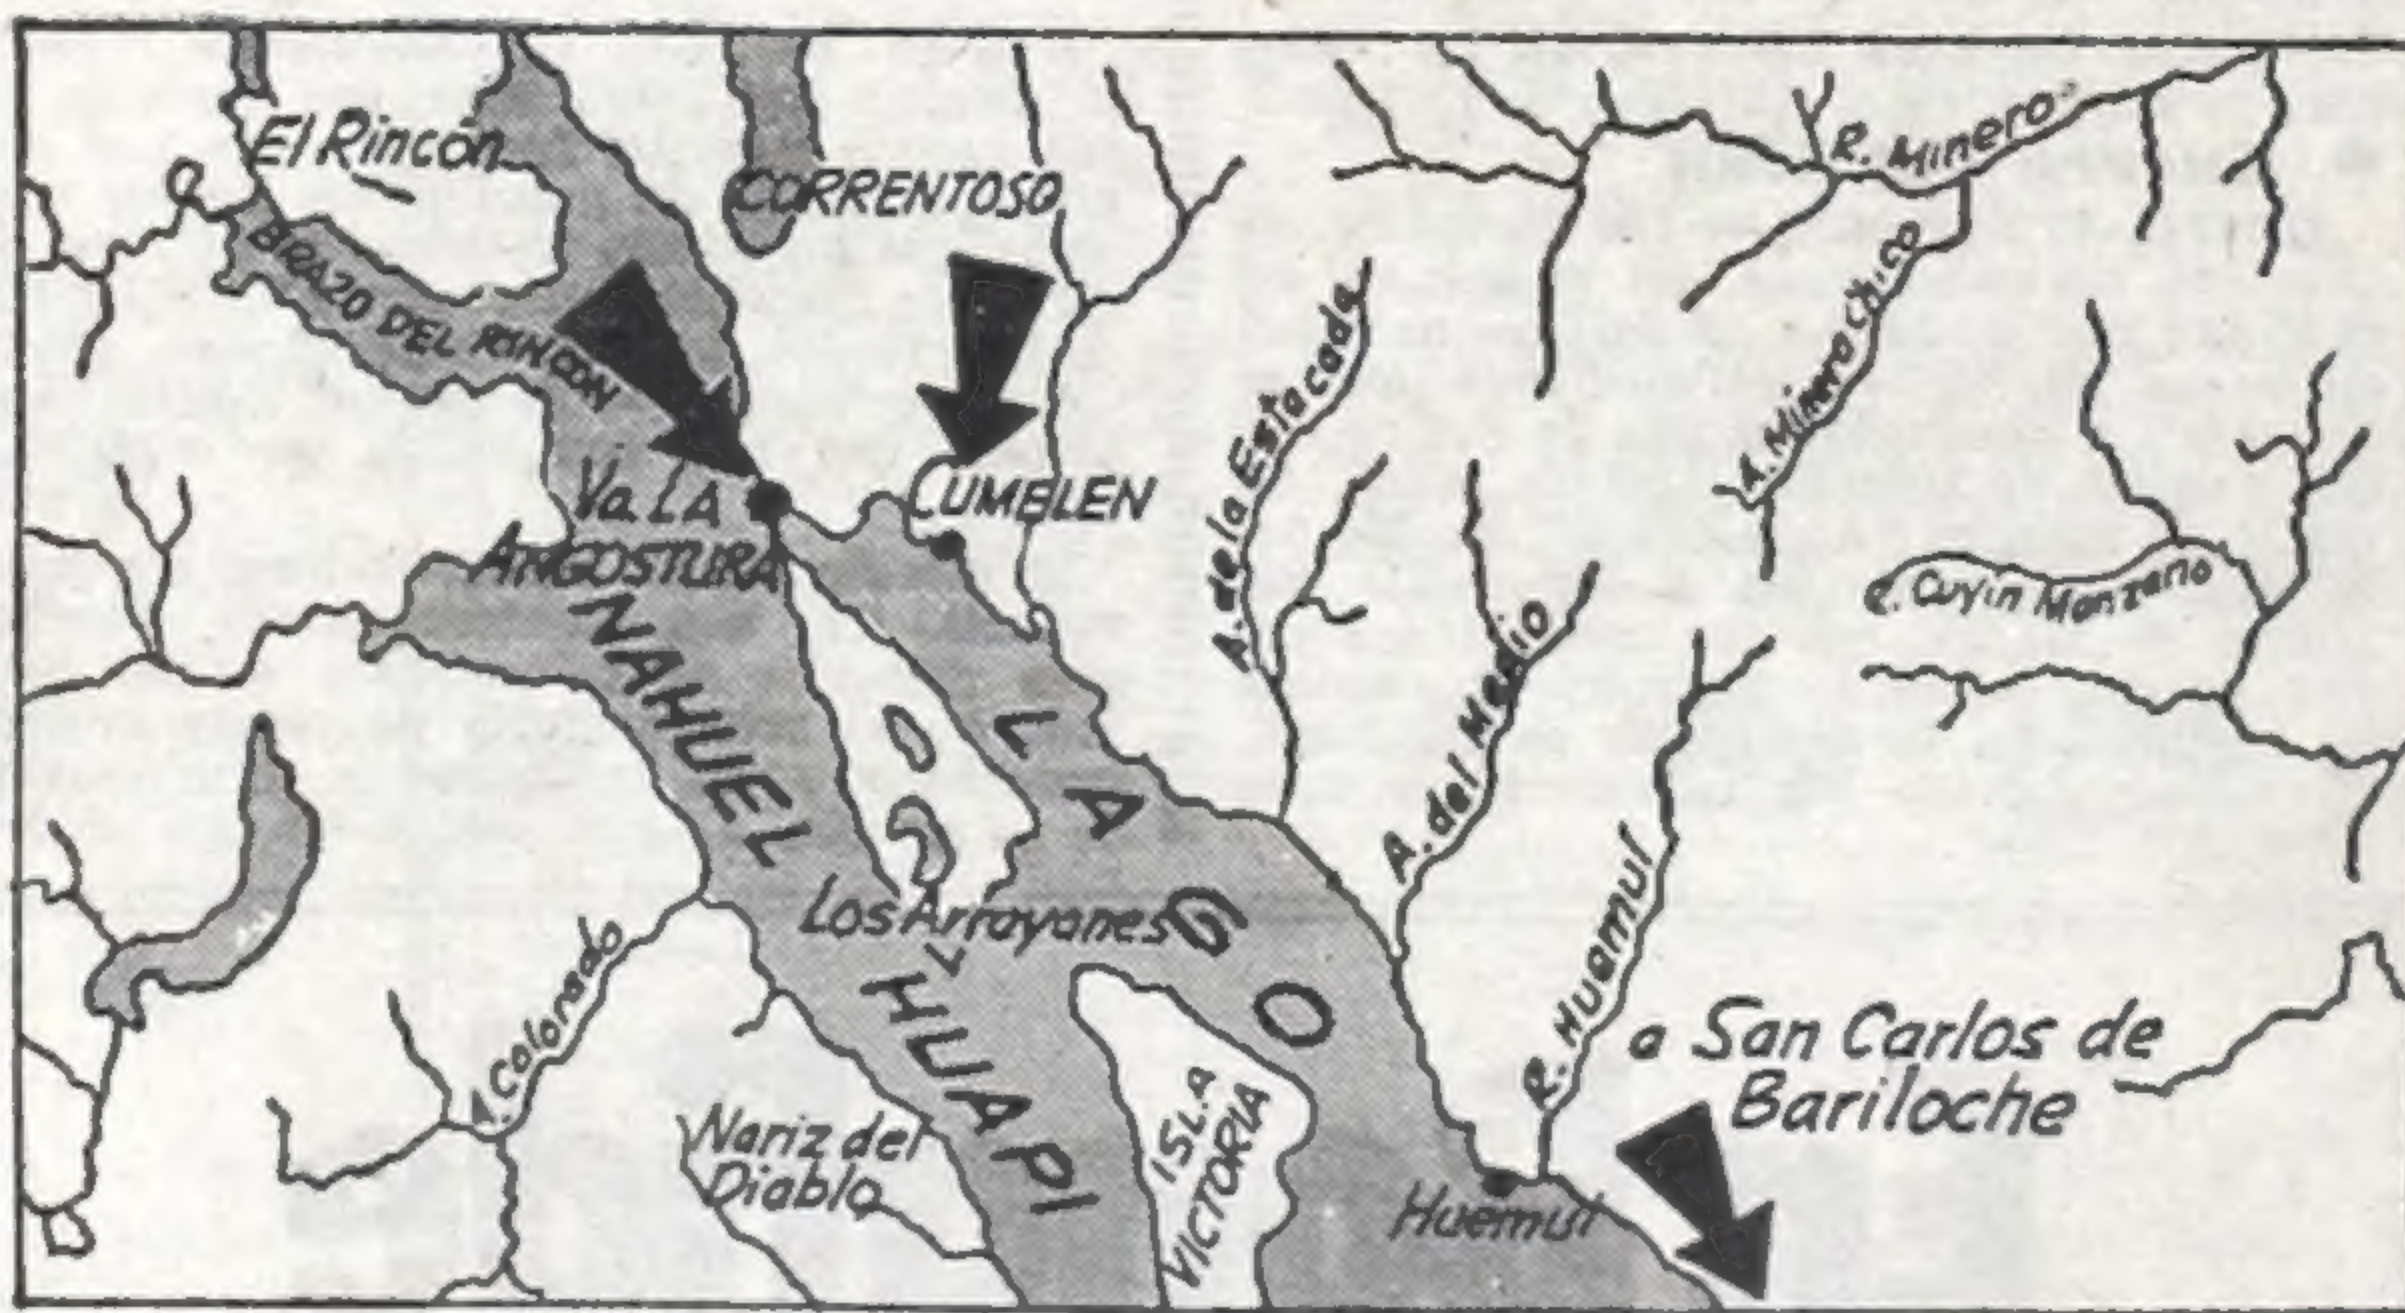 El Rincón
CORRENTOSO
R. Minero
BRAZO DEL RINCON
A. Minero Chico
A. de la Estacada
Va. LA
ANGOSTURA
CUMBLEN
R. Cuyin Manzano
A. del Medio
LAGO
NAHUEL
HUAPI
Los Arrayanes
R. Huemul
A. Colorado
a San Carlos de
Bariloche
Nariz del
Diablo
ISLA
VICTORIA
Huemul